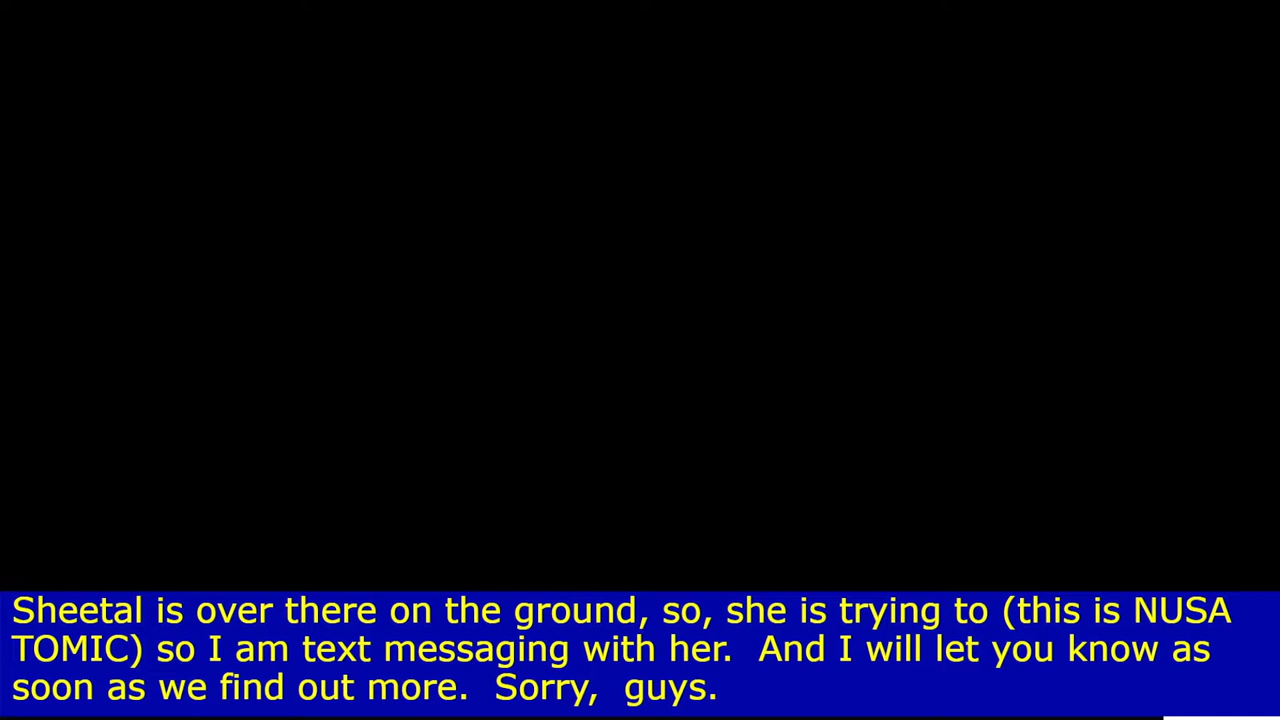 Sheetal is over there on the ground, so, she is trying to (this is NUSA
TOMIC) so I am text messaging with her.  And I will let you know as
soon as we find out more.  Sorry,  guys.